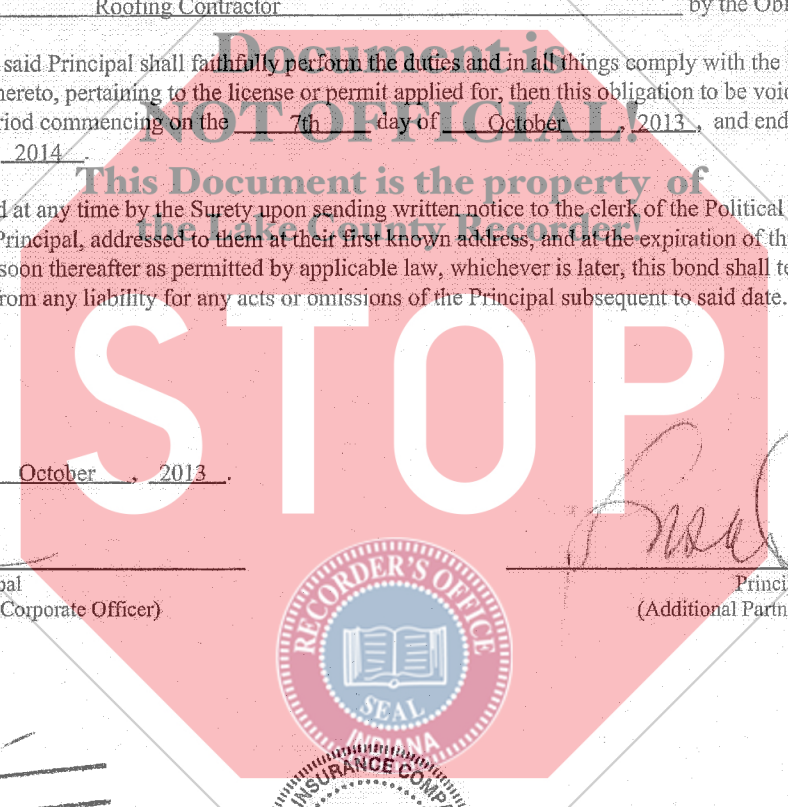 Roofing Contractor by the Obl
Document is
said Principal shall faithfully perform the duties and in all things comply with the
hereto, pertaining to the license or permit applied for, then this obligation to be voi
NOT OFFICIAL!
riod commencing on the 7th day of October , 2013 , and end
2014 .
This Document is the property of
d at any time by the Surety upon sending written notice to the clerk of the Political
the Lake County Recorder!
Principal, addressed to them at their first known address, and at the expiration of th
soon thereafter as permitted by applicable law, whichever is later, this bond shall te
rom any liability for any acts or omissions of the Principal subsequent to said date.
STOP
October , 2013 .
pal
Princi
Corporate Officer)
(Additional Partn
RECORDER'S OFFICE
SEAL
INDIANA
INSURANCE COMPA